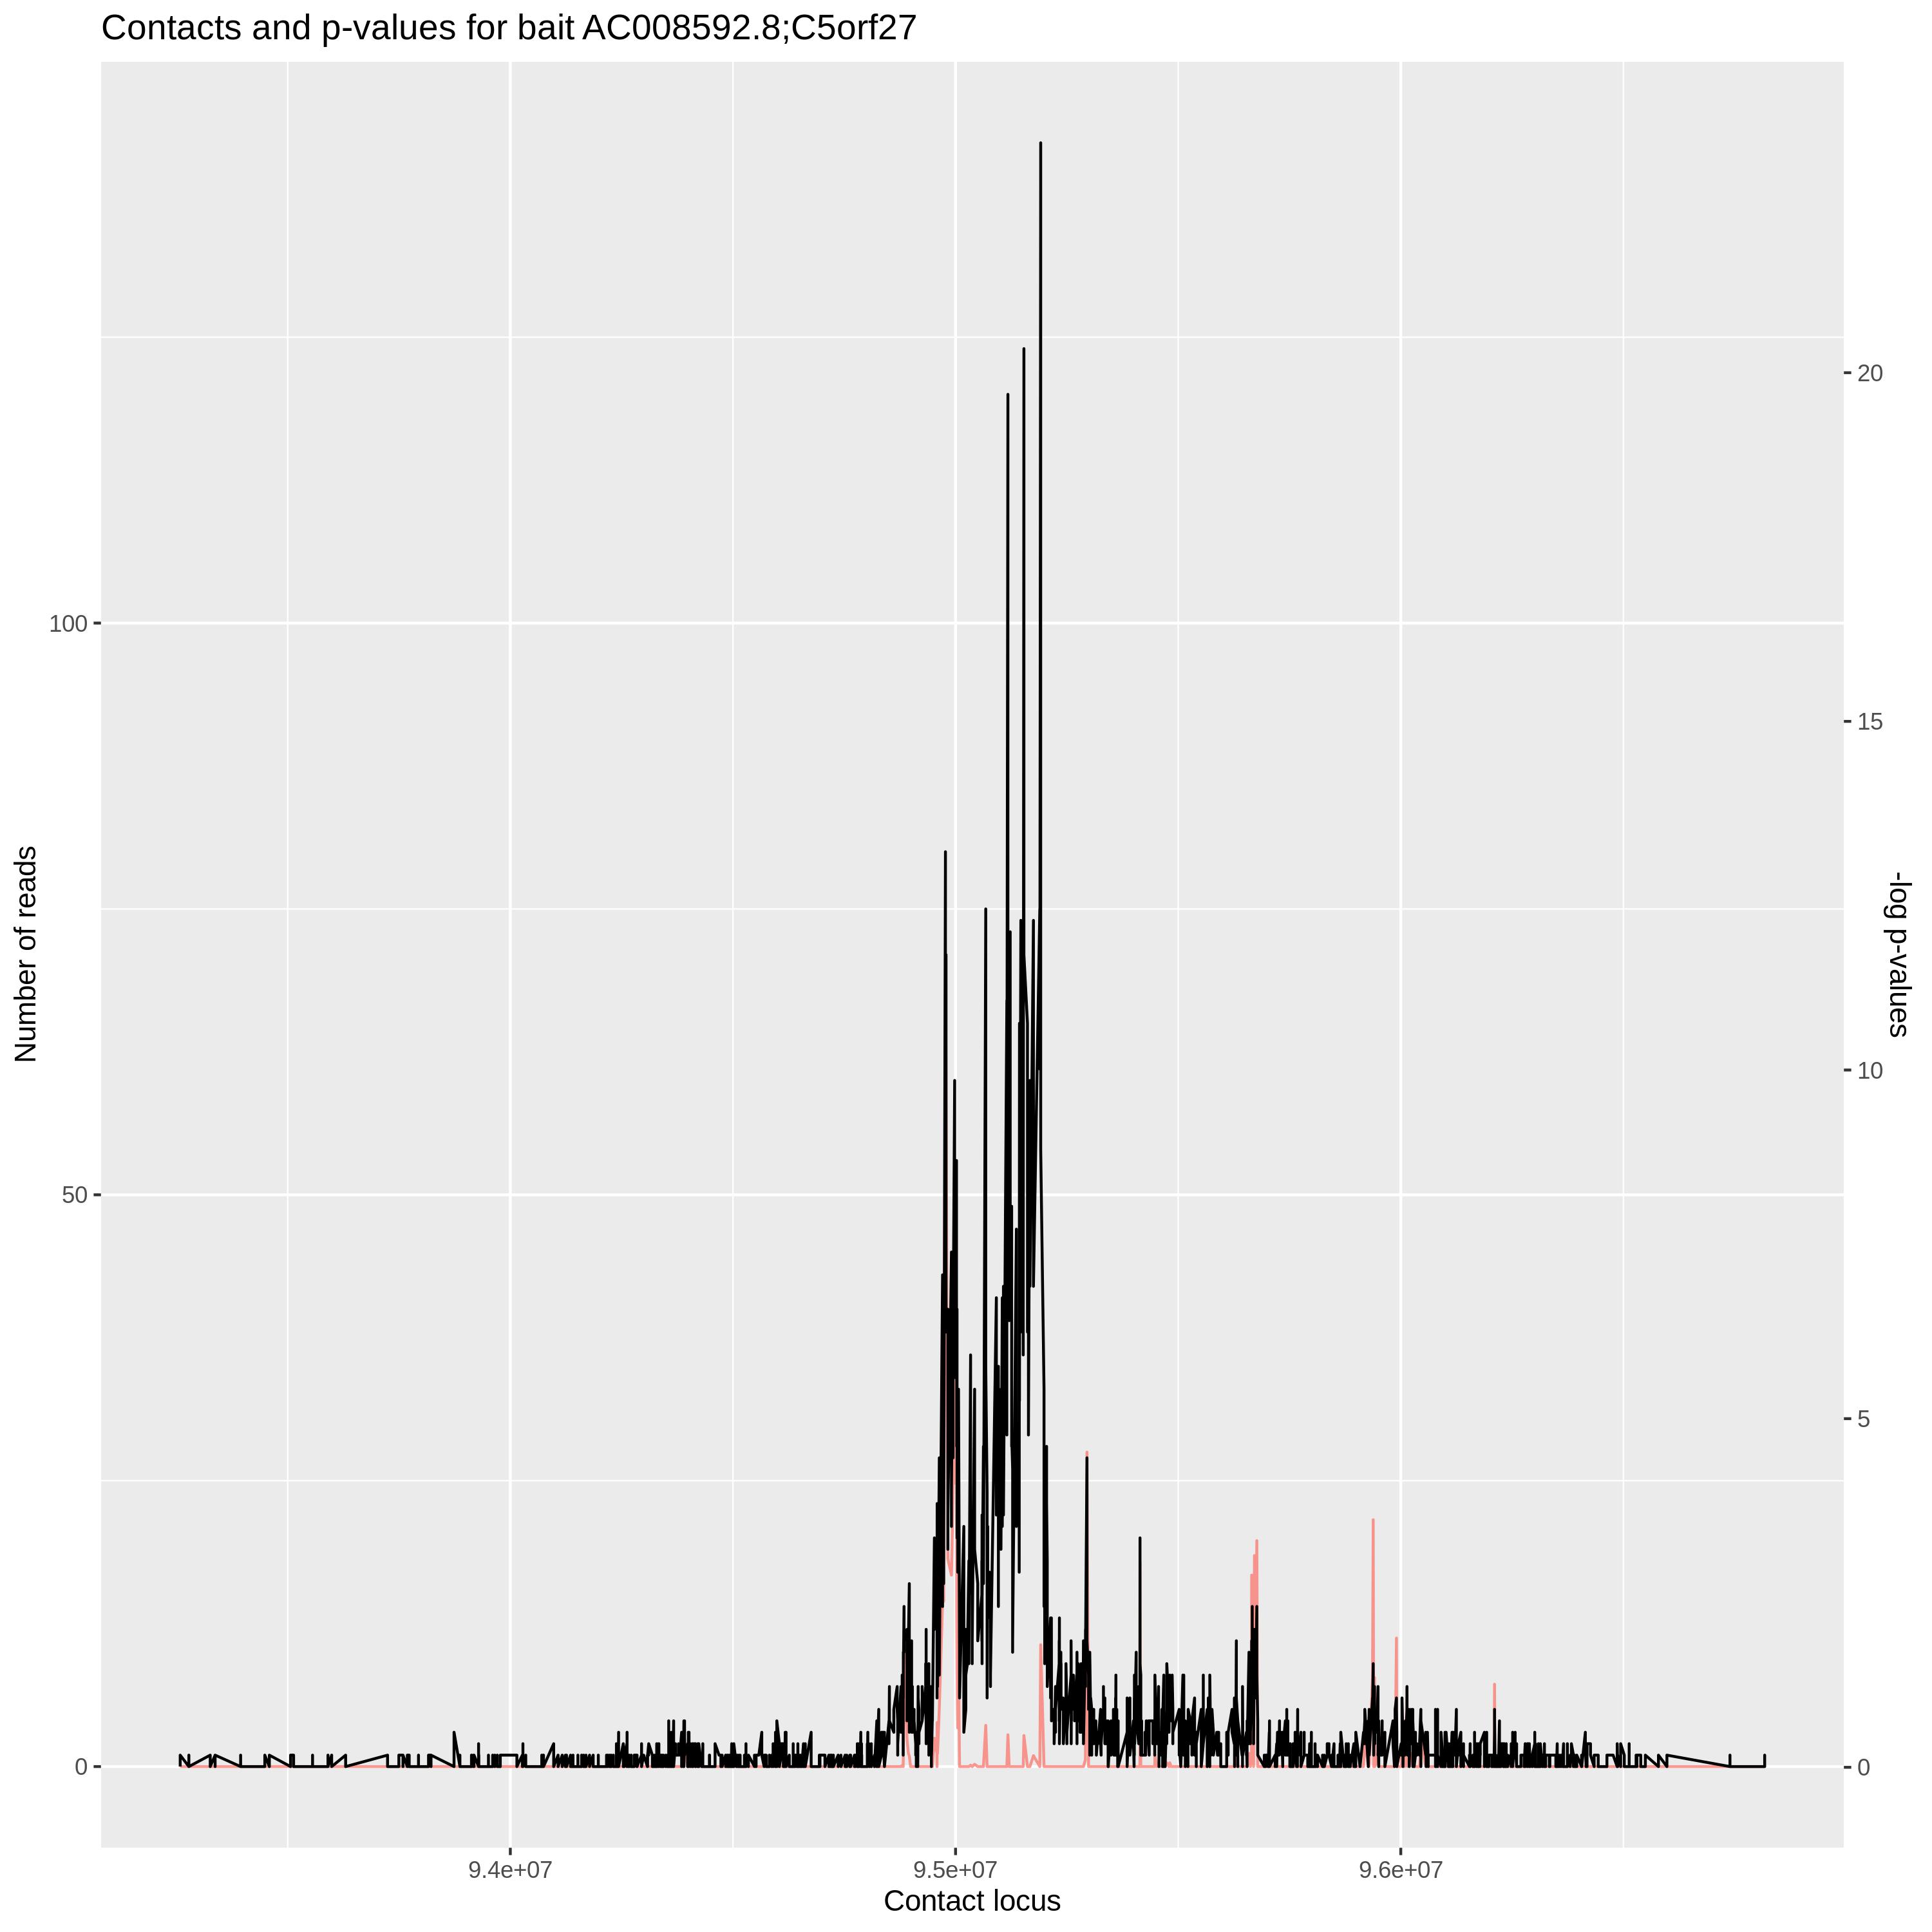 Contacts and p-values for bait AC008592.8;C5orf27
Number of reads
100
50
0
20
15
10
5
0
-log p-values
9.4e+07
9.5e+07
9.6e+07
Contact locus